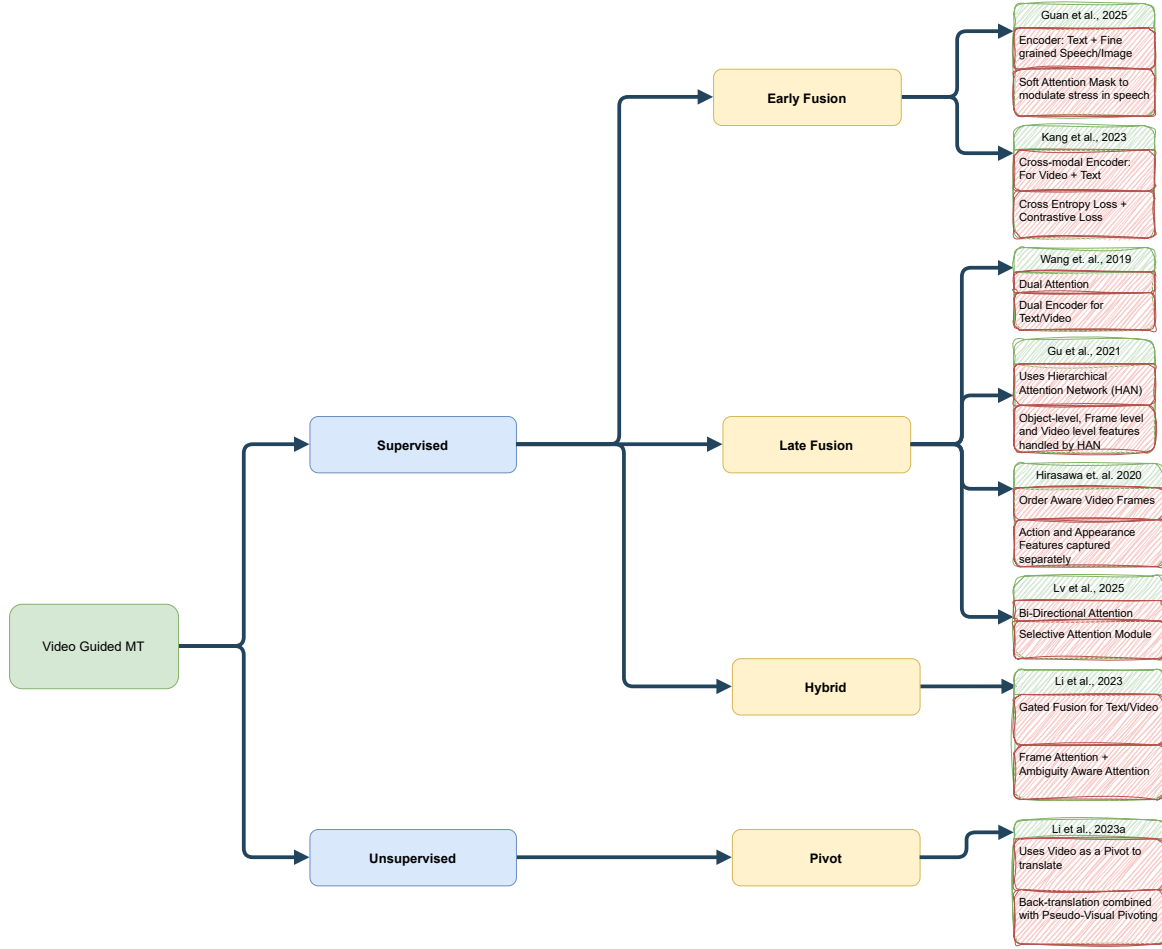 Guan et al., 2025
Encoder: Text + Fine
grained Speech/Image
Soft Attention Mask to
modulate stress in speech
Early Fusion
Kang et al., 2023
Cross-modal Encoder:
For Video + Text
Cross Entropy Loss +
Contrastive Loss
Wang et. al., 2019
Dual Attention
Dual Encoder for
Text/Video
Gu et al., 2021
Uses Hierarchical
Attention Network (HAN)
Object-level, Frame level
and Video level features
handled by HAN
Supervised
Late Fusion
Hirasawa et. al. 2020
Order Aware Video Frames
Action and Appearance
Features captured
separately
Lv et al., 2025
Bi-Directional Attention
Selective Attention Module
Video Guided MT
Hybrid
Li et al., 2023
Gated Fusion for Text/Video
Frame Attention +
Ambiguity Aware Attention
Unsupervised
Pivot
Li et al., 2023a
Uses Video as a Pivot to
translate
Back-translation combined
with Pseudo-Visual Pivoting